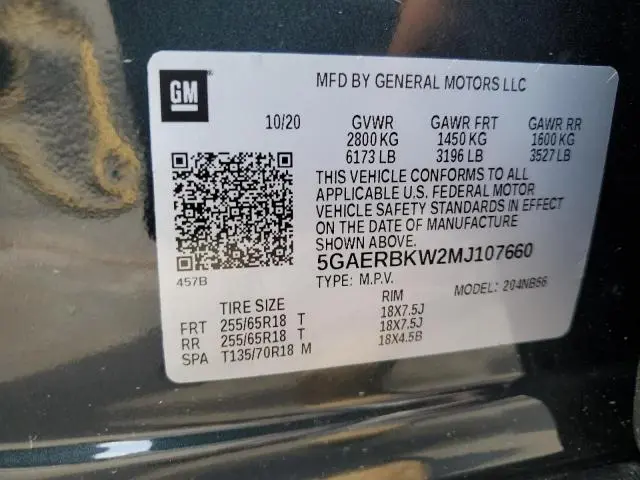 GM
MFD BY GENERAL MOTORS LLC
10/20 GVWR GAWR FRT GAWR RR
2800 KG 1450 KG 1600 KG
6173 LB 3196 LB 3527 LB
THIS VEHICLE CONFORMS TO ALL
APPLICABLE U.S. FEDERAL MOTOR
VEHICLE SAFETY STANDARDS IN EFFECT
ON THE DATE OF MANUFACTURE
5GAERBKW2MJ107660
457B
TYPE: M.P.V. MODEL: 204NB56
TIRE SIZE RIM
FRT 255/65R18 T 18X7.5J
RR 255/65R18 T 18X7.5J
SPA T135/70R18 M 18X4.5B